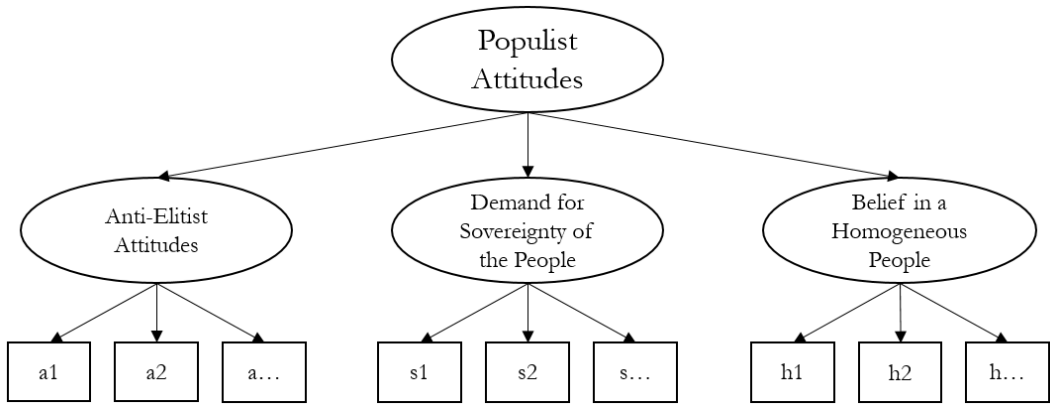 Populist
Attitudes
Anti-Elitist
Attitudes
Demand for
Sovereignty of
the People
Belief in a
Homogeneous
People
a1
a2
a…
s1
s2
s…
h1
h2
h…